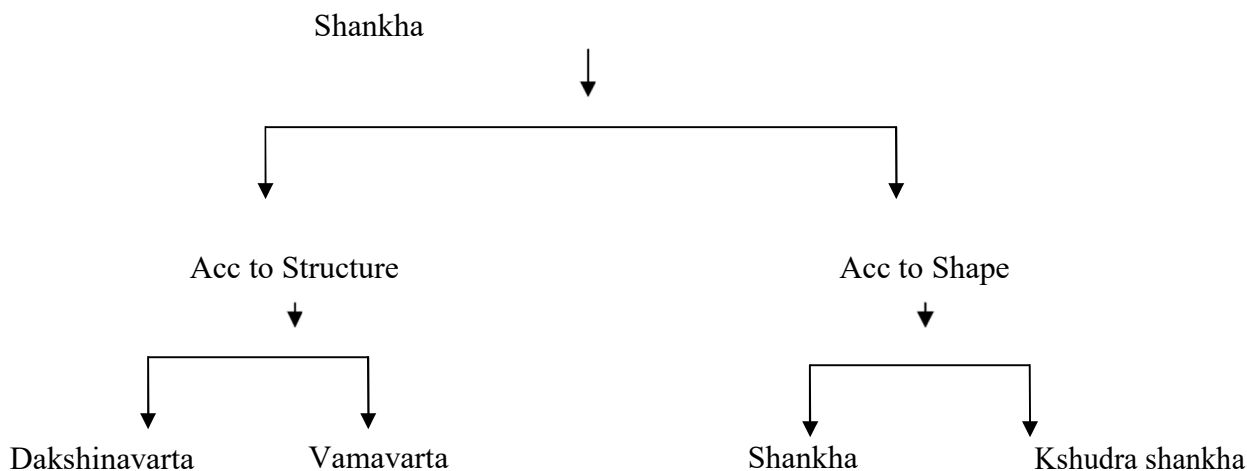 Shankha
Acc to Structure
Acc to Shape
Dakshinavarta
Vamavarta
Shankha
Kshudra shankha